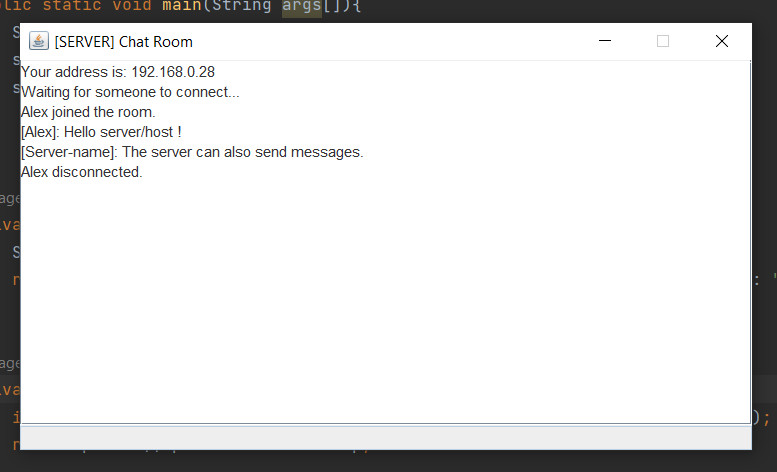 public static void main(String args[]){
[SERVER] Chat Room
Your address is: 192.168.0.28
Waiting for someone to connect...
Alex joined the room.
[Alex]: Hello server/host !
[Server-name]: The server can also send messages.
Alex disconnected.